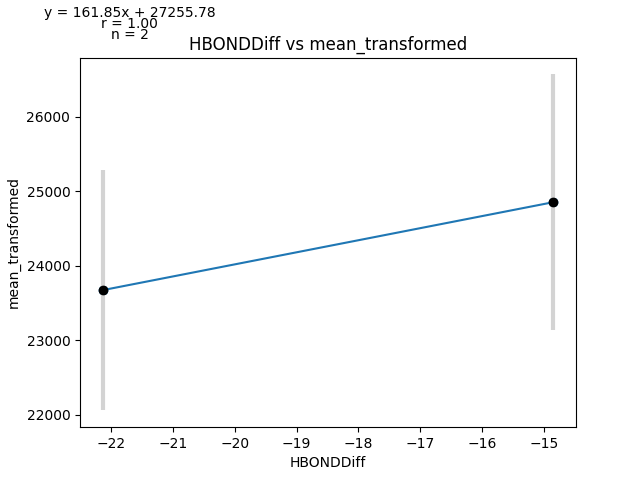 y = 161.85x + 27255.78
r = 1.00
n = 2
HBONDDiff vs mean_transformed
26000
25000
24000
23000
22000
mean_transformed
−22
−21
−20
−19
−18
−17
−16
−15
HBONDDiff